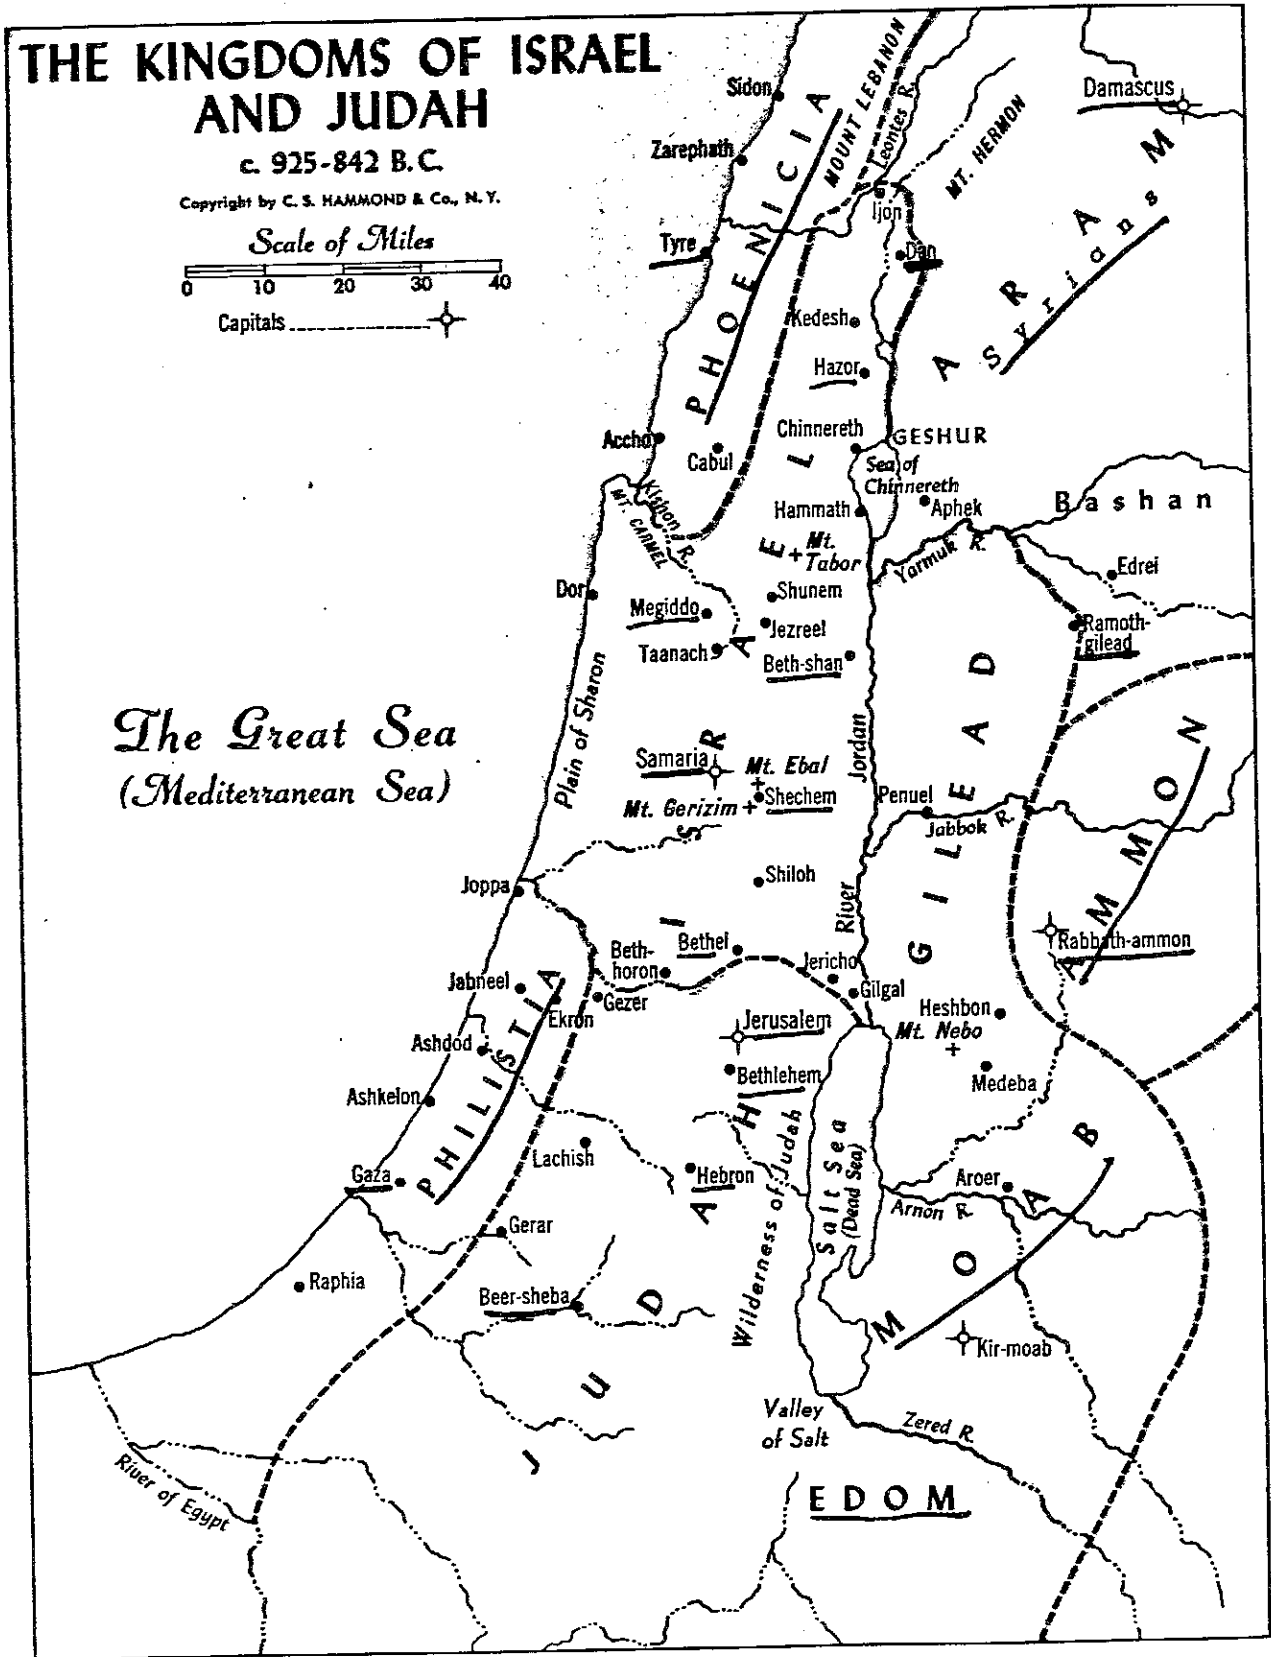 THE KINGDOMS OF ISRAEL
AND JUDAH
c. 925-842 B.C.
Copyright by C. S. HAMMOND & Co., N. Y.
Scale of Miles
0 10 20 30 40
Capitals
Sidon
Zarephath
Tyre
PHOENICIA
MOUNT LEBANON
Leontes R.
MT. HERMON
Damascus
ARAM
Syrians
Ijon
Dan
Kedesh
Hazor
Accho
Cabul
Chinnereth
GESHUR
Sea of
Chinnereth
Aphek
Bashan
Kishon R.
MT. CARMEL
Hammath
Mt.
Tabor
Yarmuk R.
Edrei
Dor
Megiddo
Shunem
Jezreel
Taanach
Beth-shan
Ramoth-
gilead
ISRAEL
GILEAD
AMMON
The Great Sea
(Mediterranean Sea)
Plain of Sharon
Samaria
Mt. Ebal
Mt. Gerizim
Shechem
Jordan
River
Penuel
Jabbok R.
Shiloh
Joppa
Beth-
horon
Bethel
Jericho
Gilgal
Rabbath-ammon
Jabneel
Ekron
Gezer
Heshbon
Mt. Nebo
Jerusalem
Ashdod
Bethlehem
Medeba
Ashkelon
PHILISTIA
Lachish
Hebron
Gaza
JUDAH
Wilderness of Judah
Salt Sea
(Dead Sea)
Aroer
Arnon R.
MOAB
Gerar
Raphia
Beer-sheba
Kir-moab
Valley
of Salt
Zered R.
River of Egypt
EDOM